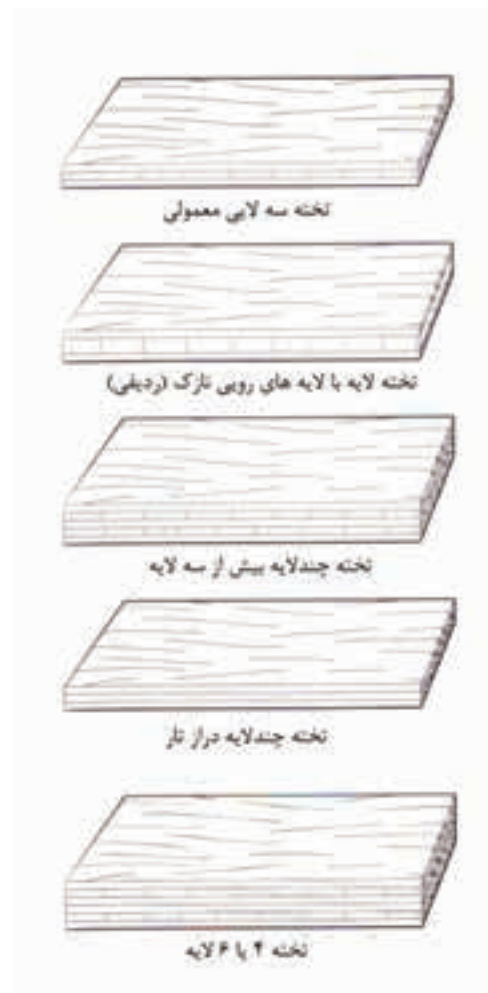 تخته سه لایی معمولی
تخته لایه با لایه های رویی نازک (ردیفی)
تخته چندلایه بیش از سه لایه
تخته چندلایه دراز تار
تخته ۴ یا ۶ لایه